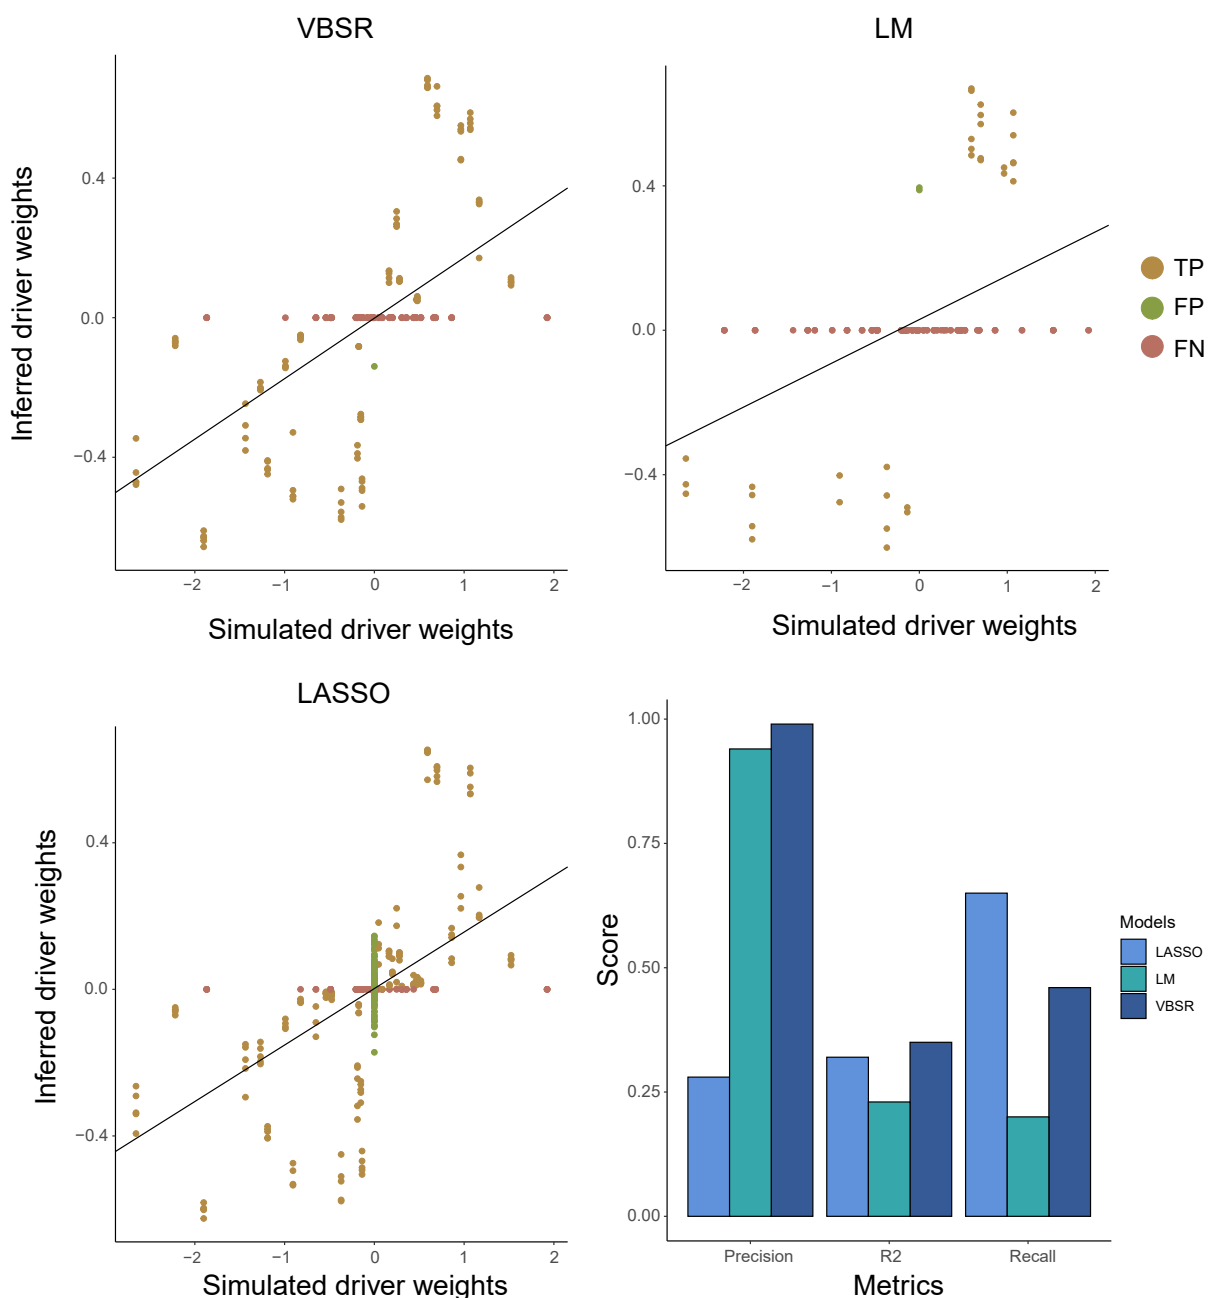 VBSR
Inferred driver weights
0.4
0.0
−0.4
−2
−1
0
1
2
Simulated driver weights
LM
0.4
0.0
−0.4
−2
−1
0
1
2
Simulated driver weights
TP
FP
FN
LASSO
Inferred driver weights
0.4
0.0
−0.4
−2
−1
0
1
2
Simulated driver weights
Score
1.00
0.75
0.50
0.25
0.00
Precision
R2
Recall
Metrics
Models
LASSO
LM
VBSR